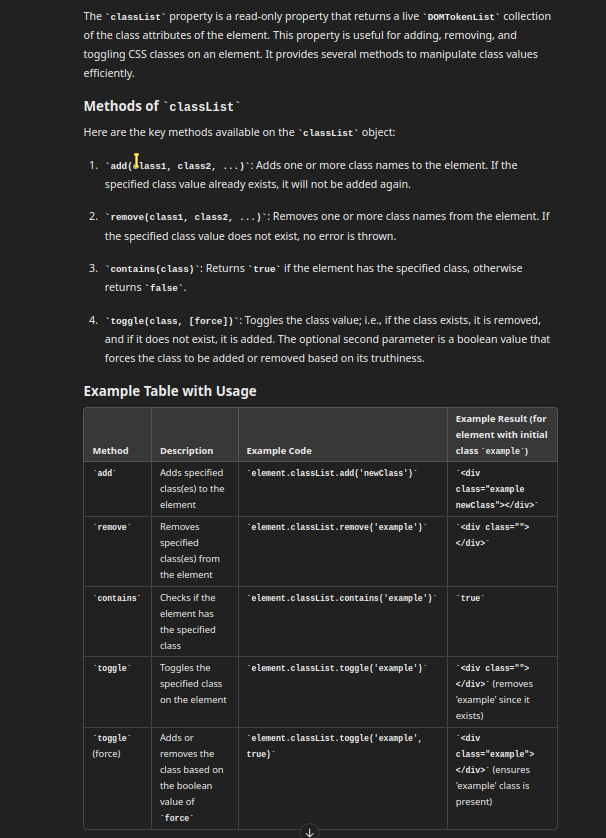 The `classList` property is a read-only property that returns a live `DOMTokenList` collection
of the class attributes of the element. This property is useful for adding, removing, and
toggling CSS classes on an element. It provides several methods to manipulate class values
efficiently.
Methods of `classList`
Here are the key methods available on the `classList` object:
1. `add(class1, class2, ...)`: Adds one or more class names to the element. If the
specified class value already exists, it will not be added again.
2. `remove(class1, class2, ...)`: Removes one or more class names from the element. If
the specified class value does not exist, no error is thrown.
3. `contains(class)`: Returns `true` if the element has the specified class, otherwise
returns `false`.
4. `toggle(class, [force])`: Toggles the class value; i.e., if the class exists, it is removed,
and if it does not exist, it is added. The optional second parameter is a boolean value that
forces the class to be added or removed based on its truthiness.
Example Table with Usage
Method
Description
Example Code
Example Result (for
element with initial
class `example`)
`add`
Adds specified
class(es) to the
element
`element.classList.add('newClass')`
`<div
class="example
newClass"></div>`
`remove`
Removes
specified
class(es) from
the element
`element.classList.remove('example')`
`<div class="">
</div>`
`contains`
Checks if the
element has
the specified
class
`element.classList.contains('example')`
`true`
`toggle`
Toggles the
specified class
on the element
`element.classList.toggle('example')`
`<div class="">
</div>` (removes
'example' since it
exists)
`toggle`
(force)
Adds or
removes the
class based on
the boolean
value of
`force`
`element.classList.toggle('example',
true)`
`<div
class="example">
</div>` (ensures
'example' class is
present)